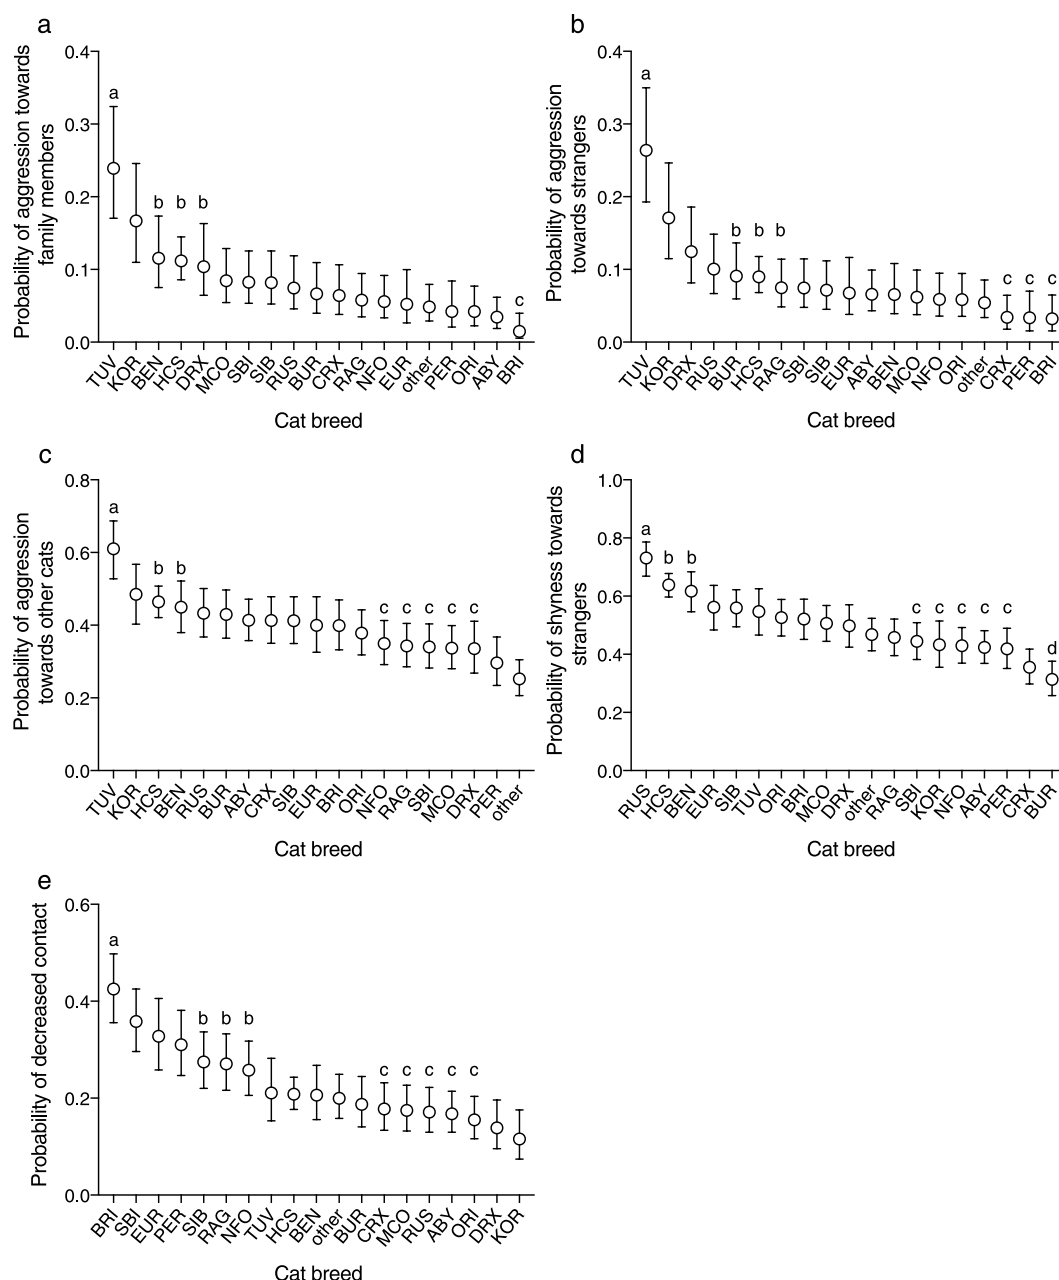 a
Probability of aggression towards
family members
0.4
0.3
0.2
0.1
0.0
a
b b b
c
TUV KOR BEN HCS DRX MCO SBI SIB RUS BUR CRX RAG NFO EUR other PER ORI ABY BRI
Cat breed
b
Probability of aggression
towards strangers
0.4
0.3
0.2
0.1
0.0
a
b b b
c c c
TUV KOR DRX RUS BUR HCS RAG SBI SIB EUR ABY BEN MCO NFO ORI other CRX PER BRI
Cat breed
c
Probability of aggression
towards other cats
0.8
0.6
0.4
0.2
0.0
a
b b
c c c c c
TUV KOR HCS BEN RUS BUR ABY CRX SIB EUR BRI ORI NFO RAG SBI MCO DRX PER other
Cat breed
d
Probability of shyness towards
strangers
1.0
0.8
0.6
0.4
0.2
0.0
a
b b
c c c c c
d
RUS HCS BEN EUR SIB TUV ORI BRI MCO DRX other RAG SBI KOR NFO ABY PER CRX BUR
Cat breed
e
Probability of decreased contact
0.6
0.4
0.2
0.0
a
b b b
c c c c c
BRI SBI EUR PER SIB RAG NFO TUV HCS BEN other BUR CRX MCO RUS ABY ORI DRX KOR
Cat breed